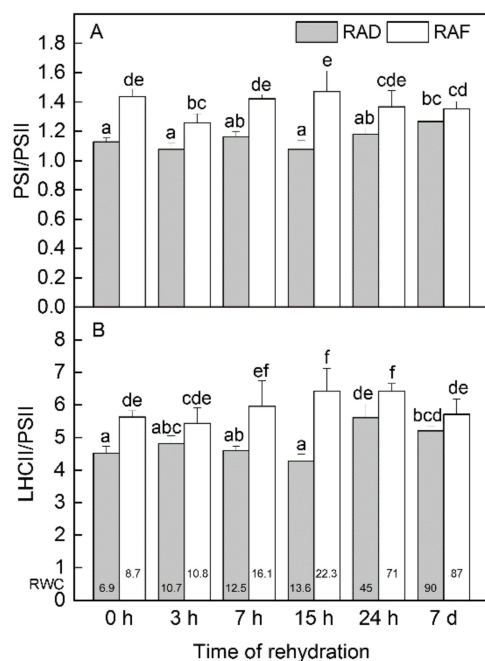 A
RAD RAF
PSI/PSII
1.8
1.6
1.4
1.2
1.0
0.8
0.6
0.4
0.2
0.0
a de a bc ab de a e ab cde bc cd
B
LHCII/PSII
8
7
6
5
4
3
2
1
0
a de abc cde ab ef a f de f bcd de
RWC
6.9 8.7 10.7 10.8 12.5 16.1 13.6 22.3 45 71 90 87
0 h 3 h 7 h 15 h 24 h 7 d
Time of rehydration